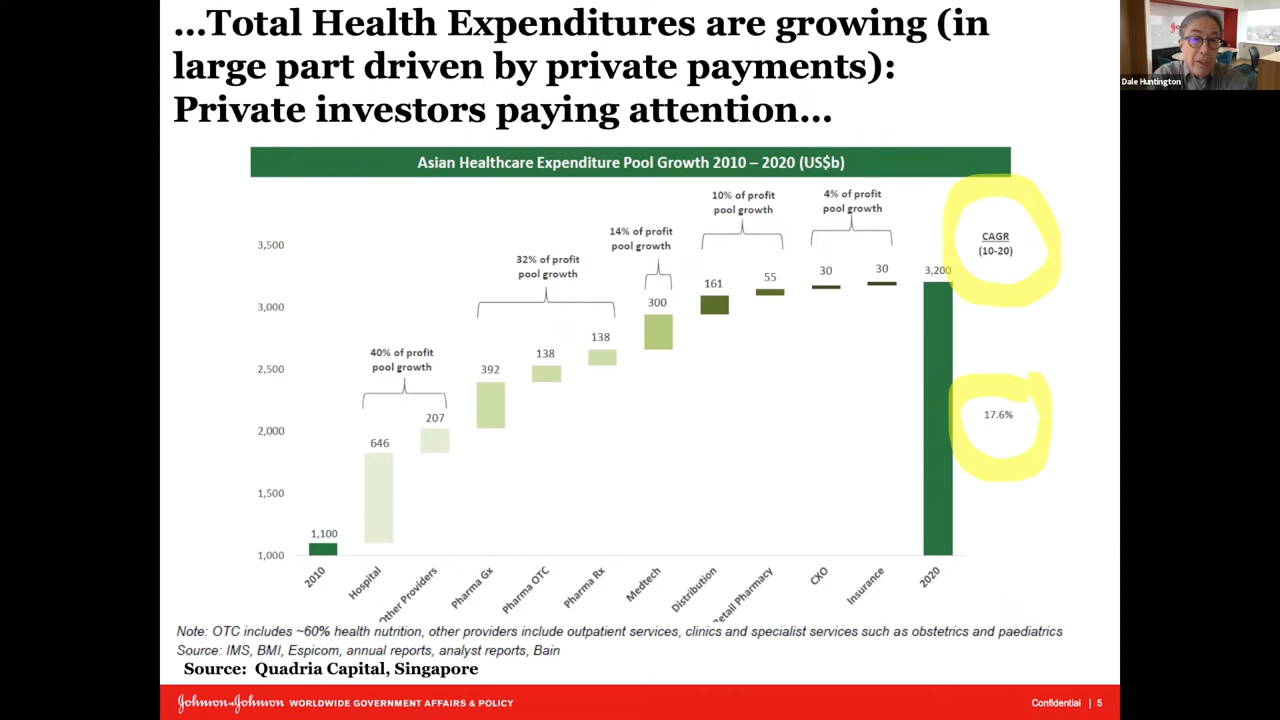 ...Total Health Expenditures are growing (in
large part driven by private payments):
Private investors paying attention...
Dale Huntington
Asian Healthcare Expenditure Pool Growth 2010 – 2020 (US$b)
3,500
3,000
2,500
2,000
1,500
1,000
40% of profit
pool growth
32% of profit
pool growth
14% of profit
pool growth
10% of profit
pool growth
4% of profit
pool growth
CAGR
(10-20)
17.6%
1,100
646
207
392
138
138
300
161
55
30
30
3,200
2010
Hospital
Other Providers
Pharma Gx
Pharma OTC
Pharma Rx
Medtech
Distribution
etail Pharmacy
CXO
Insurance
2020
Note: OTC includes ~60% health nutrition, other providers include outpatient services, clinics and specialist services such as obstetrics and paediatrics
Source: IMS, BMI, Espicom, annual reports, analyst reports, Bain
Source: Quadria Capital, Singapore
Johnson & Johnson WORLDWIDE GOVERNMENT AFFAIRS & POLICY
Confidential | 5